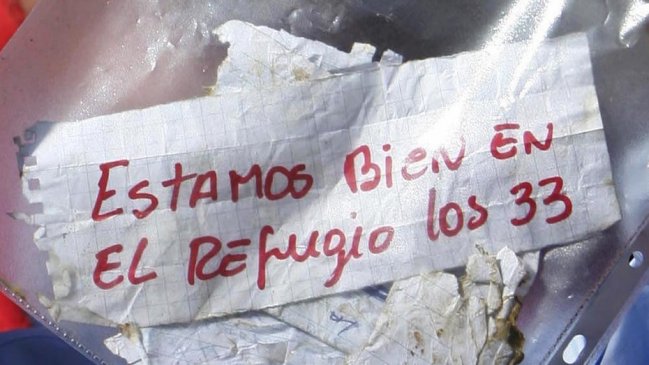 ESTAMOS BIEN EN
EL REFUGIO los 33